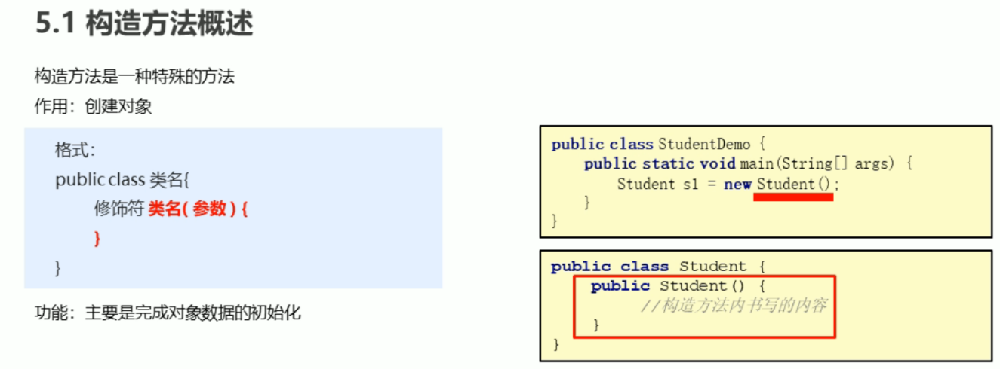 5.1 构造方法概述
构造方法是一种特殊的方法
作用：创建对象
格式：
public class 类名{
修饰符 类名( 参数 ) {
}
}
功能：主要是完成对象数据的初始化
public class StudentDemo {
public static void main(String[] args) {
Student s1 = new Student();
}
}
public class Student {
public Student() {
//构造方法内书写的内容
}
}